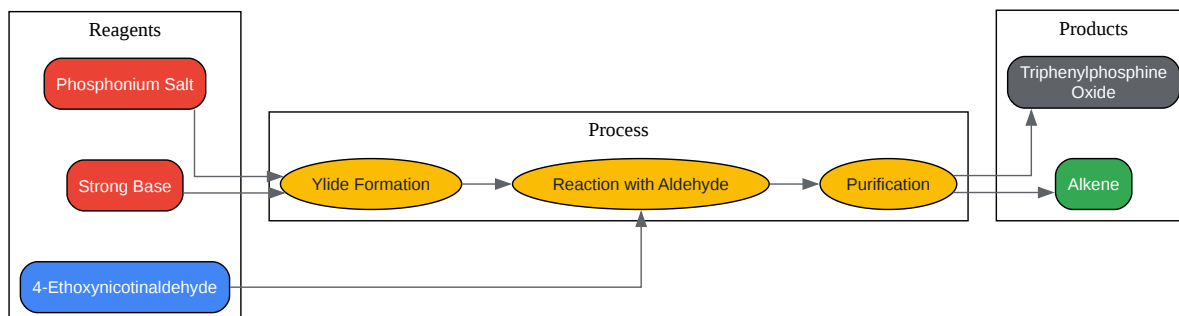 Reagents
Phosphonium Salt
Strong Base
4-Ethoxynicotinaldehyde
Process
Ylide Formation
Reaction with Aldehyde
Purification
Products
Triphenylphosphine
Oxide
Alkene